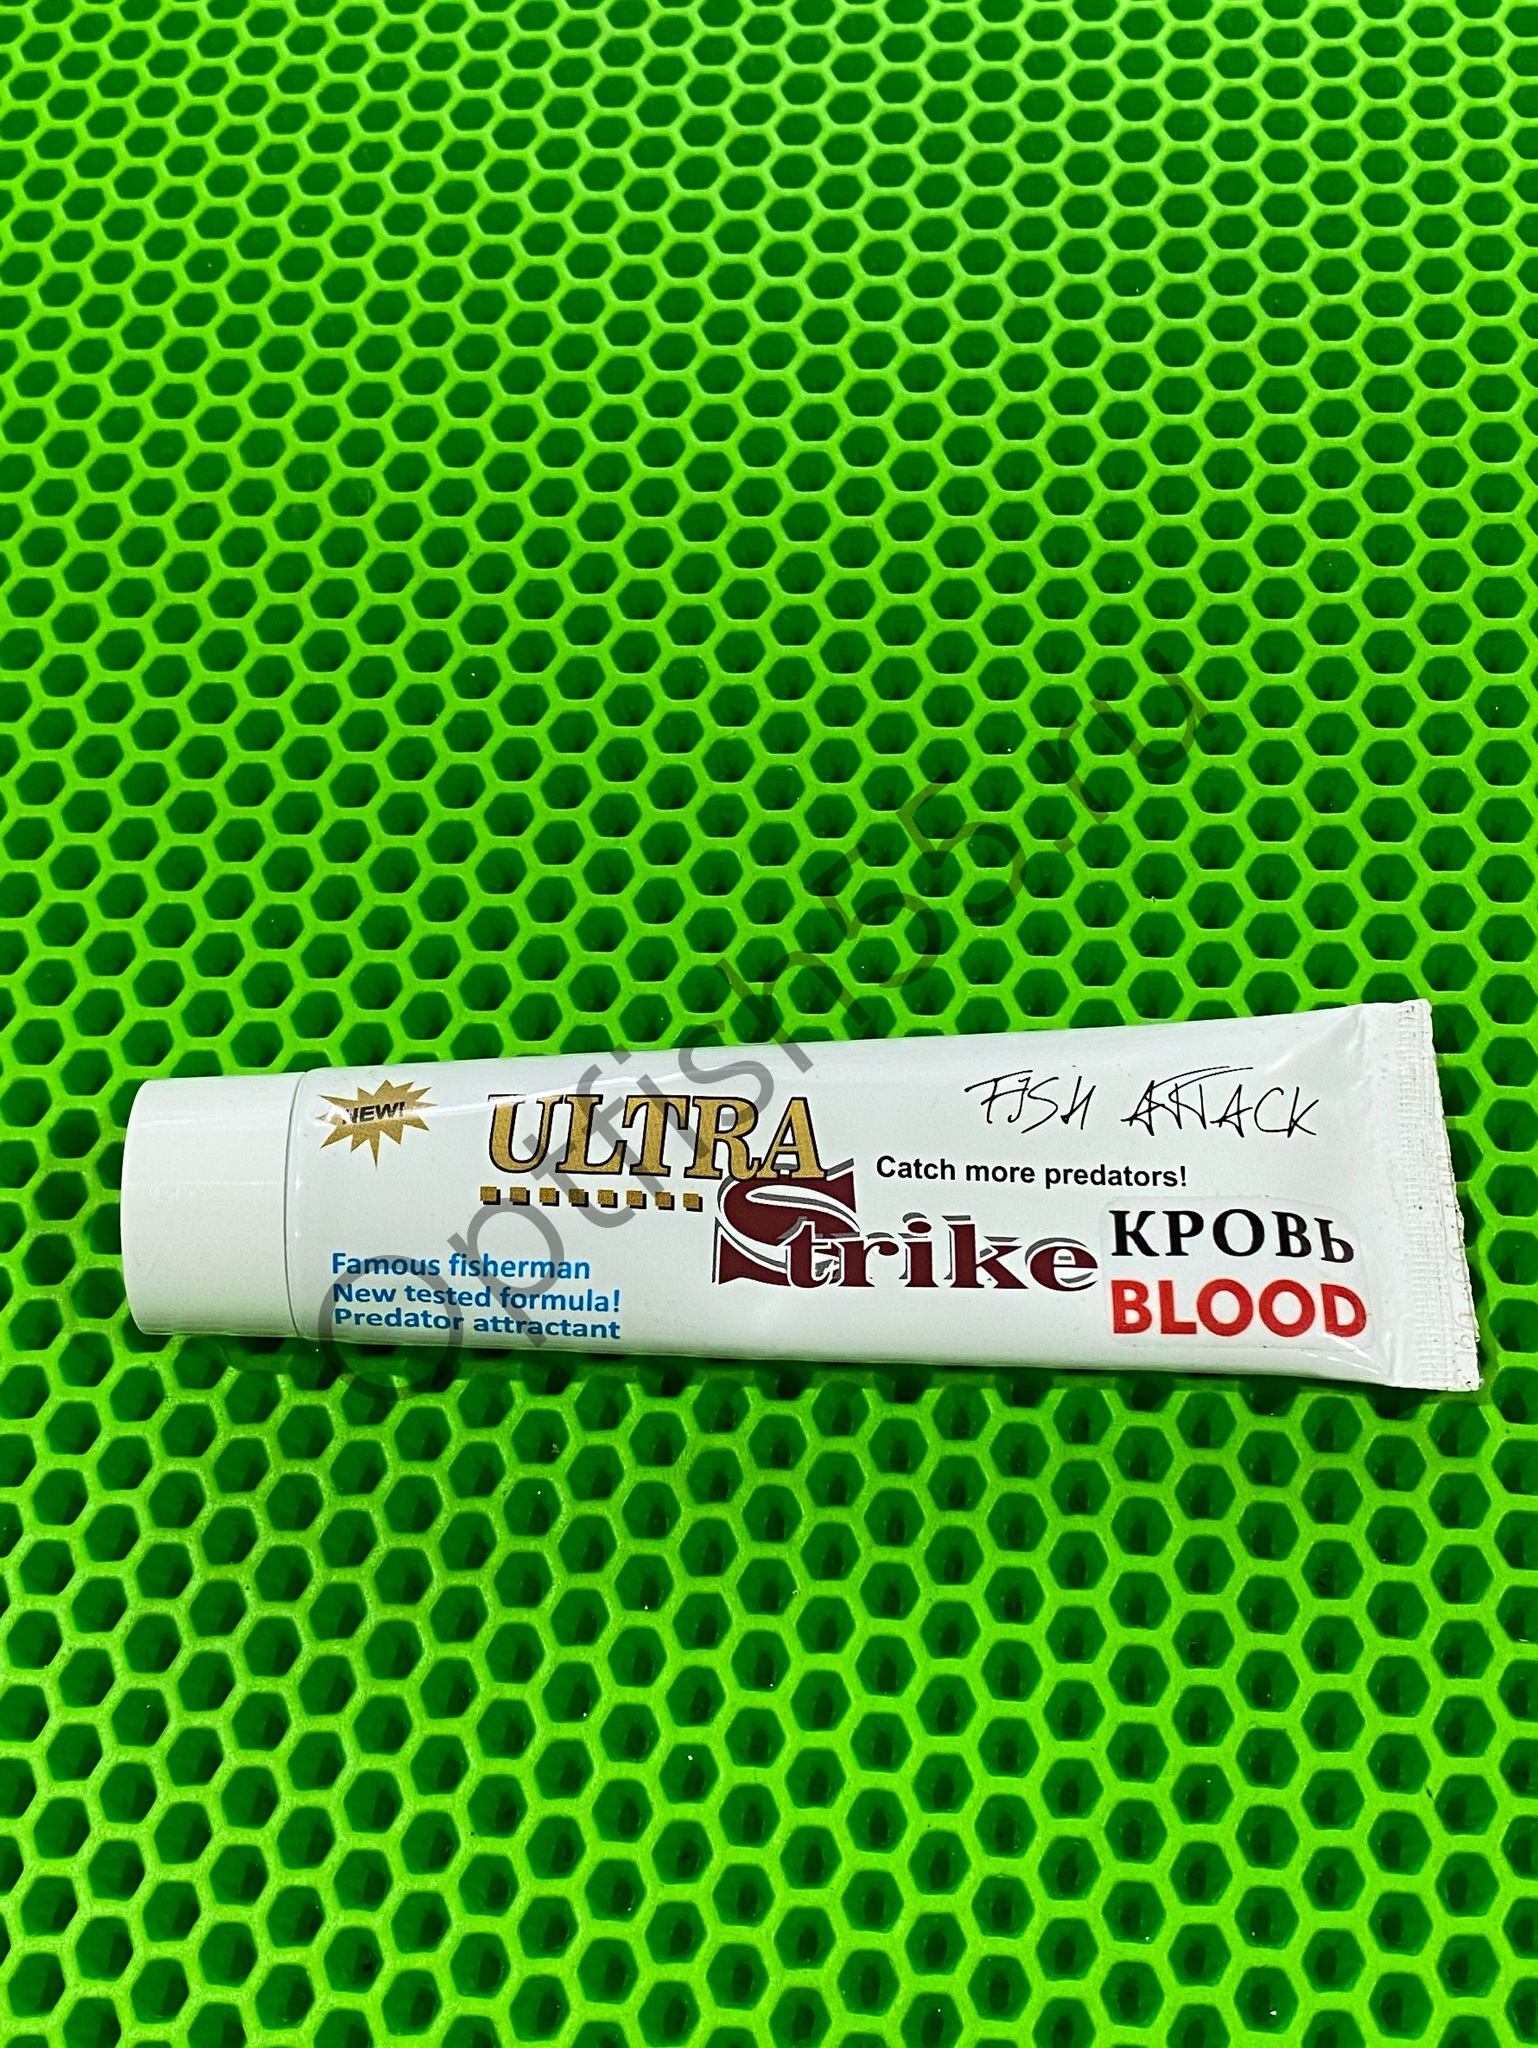 NEW!
ULTRA
Strike
FISH ATTACK
Catch more predators!
КРОВЬ
BLOOD
Famous fisherman
New tested formula!
Predator attractant
Optfish55.ru